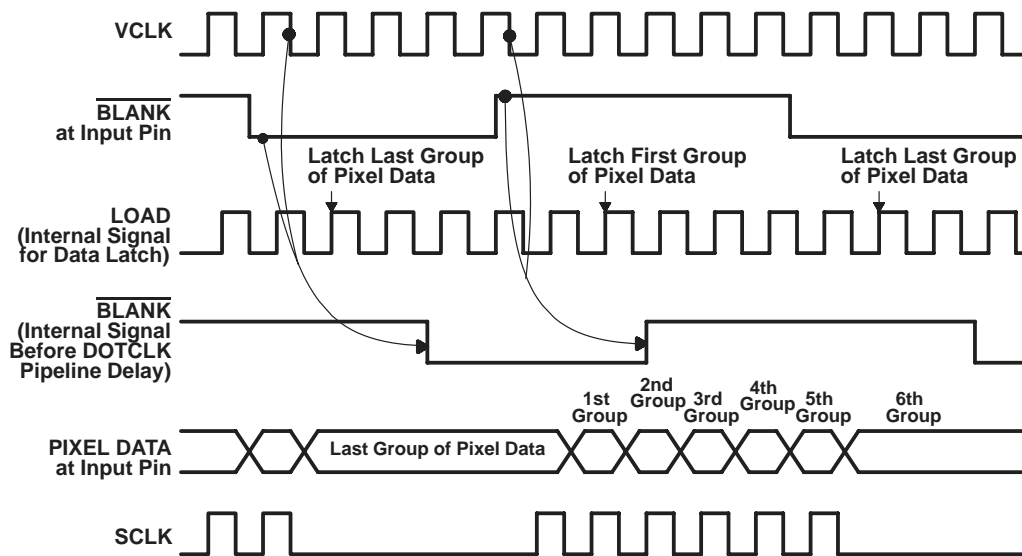 VCLK
BLANK
at Input Pin
Latch Last Group
of Pixel Data
Latch First Group
of Pixel Data
Latch Last Group
of Pixel Data
LOAD
(Internal Signal
for Data Latch)
BLANK
(Internal Signal
Before DOTCLK
Pipeline Delay)
1st
Group
2nd
Group
3rd
Group
4th
Group
5th
Group
6th
Group
PIXEL DATA
at Input Pin
Last Group of Pixel Data
SCLK